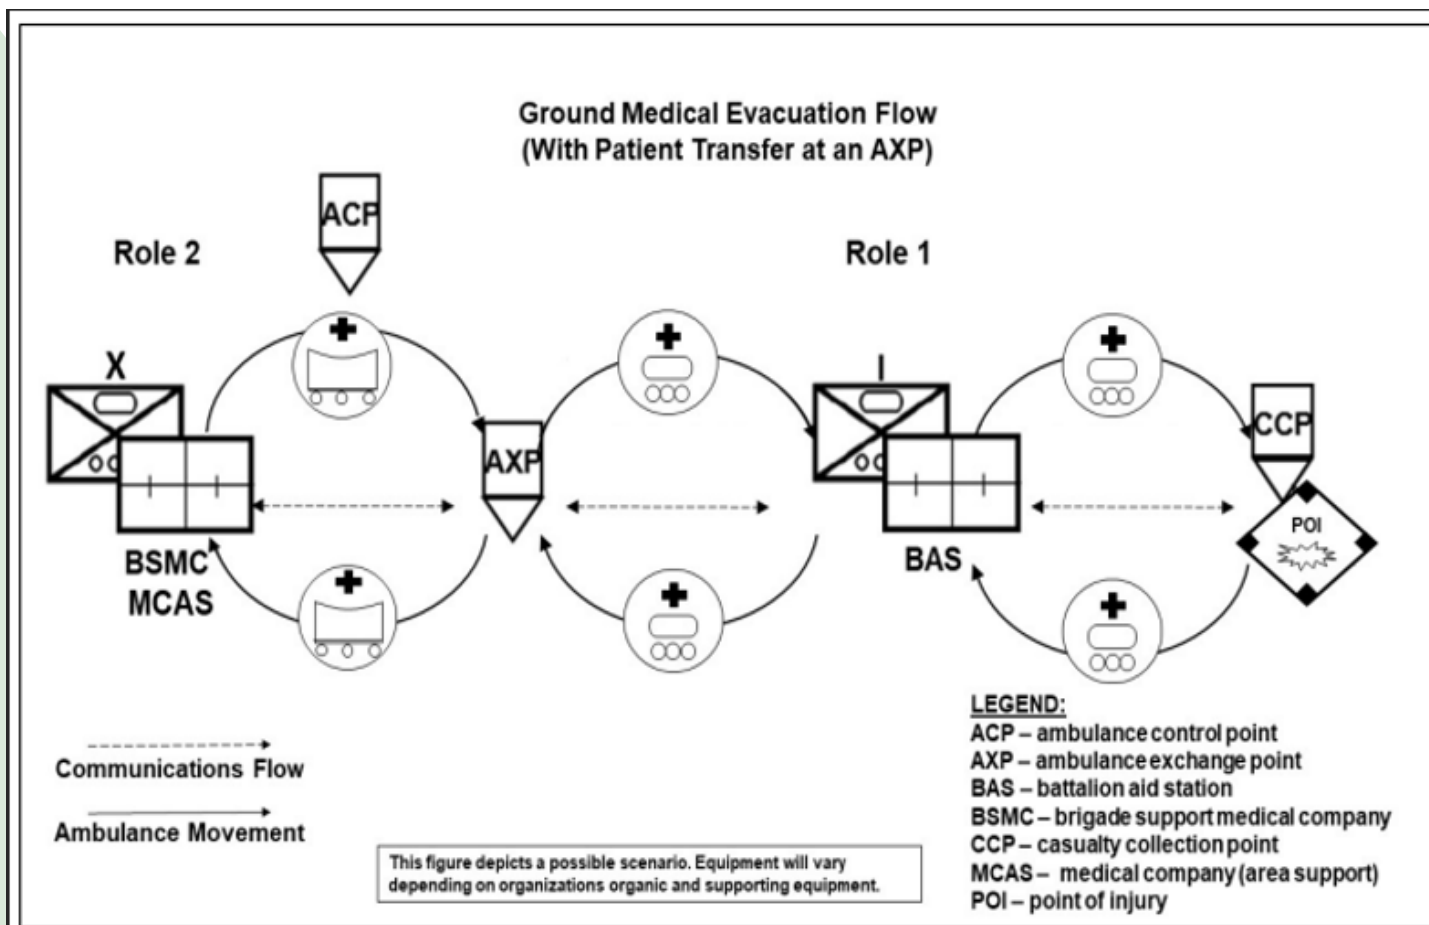 Ground Medical Evacuation Flow
(With Patient Transfer at an AXP)
ACP
Role 2
Role 1
X
I
AXP
CCP
POI
BSMC
MCAS
BAS
Communications Flow
Ambulance Movement
This figure depicts a possible scenario. Equipment will vary
depending on organizations organic and supporting equipment.
LEGEND:
ACP – ambulance control point
AXP – ambulance exchange point
BAS – battalion aid station
BSMC – brigade support medical company
CCP – casualty collection point
MCAS – medical company (area support)
POI – point of injury